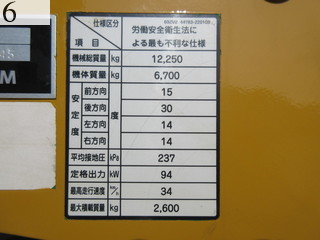 6
仕様区分
項目
労働安全衛生法に
よる最も不利な仕様
機械総質量 kg 12,250
機体質量 kg 6,700
安定度 前方向 度 15
後方向 30
左方向 14
右方向 14
平均接地圧 kPa 237
定格出力 kW 94
最高走行速度 km/h 34
最大積載質量 kg 2,600
M